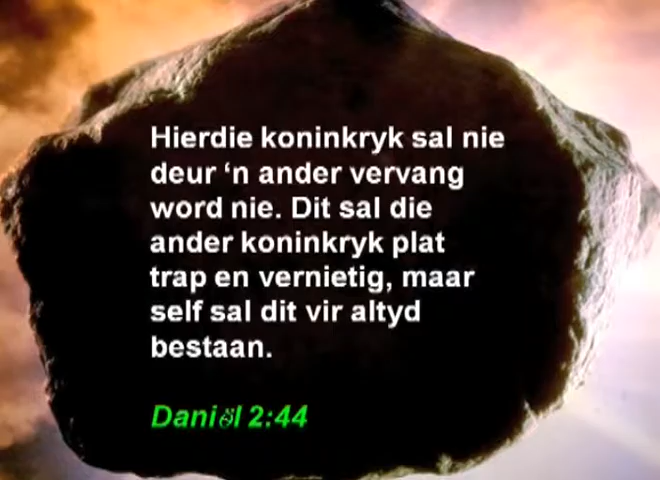 Hierdie koninkryk sal nie
deur ‘n ander vervang
word nie. Dit sal die
ander koninkryk plat
trap en vernietig, maar
self sal dit vir altyd
bestaan.
Daniël 2:44